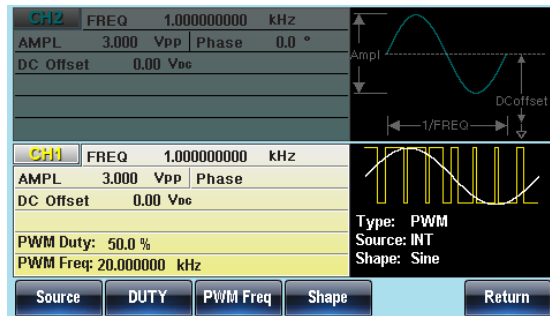 CH2 FREQ 1.000000000 kHz
AMPL 3.000 Vpp Phase 0.0 °
DC Offset 0.00 VDC
Ampl
DCoffset
1/FREQ
CH1 FREQ 1.000000000 kHz
AMPL 3.000 Vpp Phase
DC Offset 0.00 VDC
PWM Duty: 50.0 %
PWM Freq: 20.000000 kHz
Type: PWM
Source: INT
Shape: Sine
Source DUTY PWM Freq Shape Return